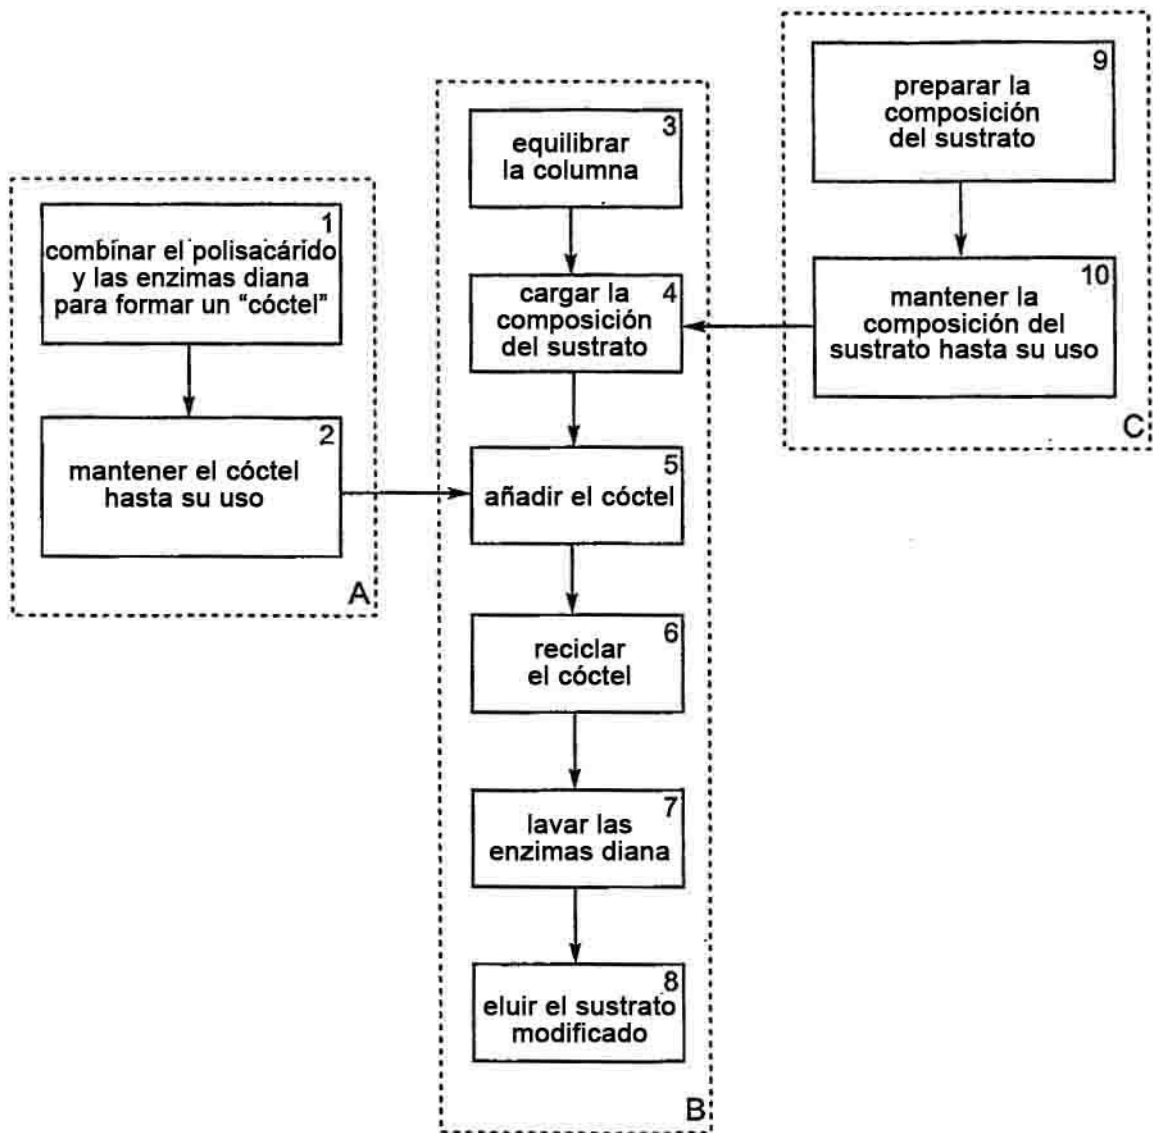 1
combinar el polisacárido
y las enzimas diana
para formar un “cóctel”
2
mantener el cóctel
hasta su uso
A
3
equilibrar
la columna
4
cargar la
composición
del sustrato
5
añadir el cóctel
6
reciclar
el cóctel
7
lavar las
enzimas diana
8
eluir el sustrato
modificado
B
9
preparar la
composición
del sustrato
10
mantener la
composición del
sustrato hasta su uso
C